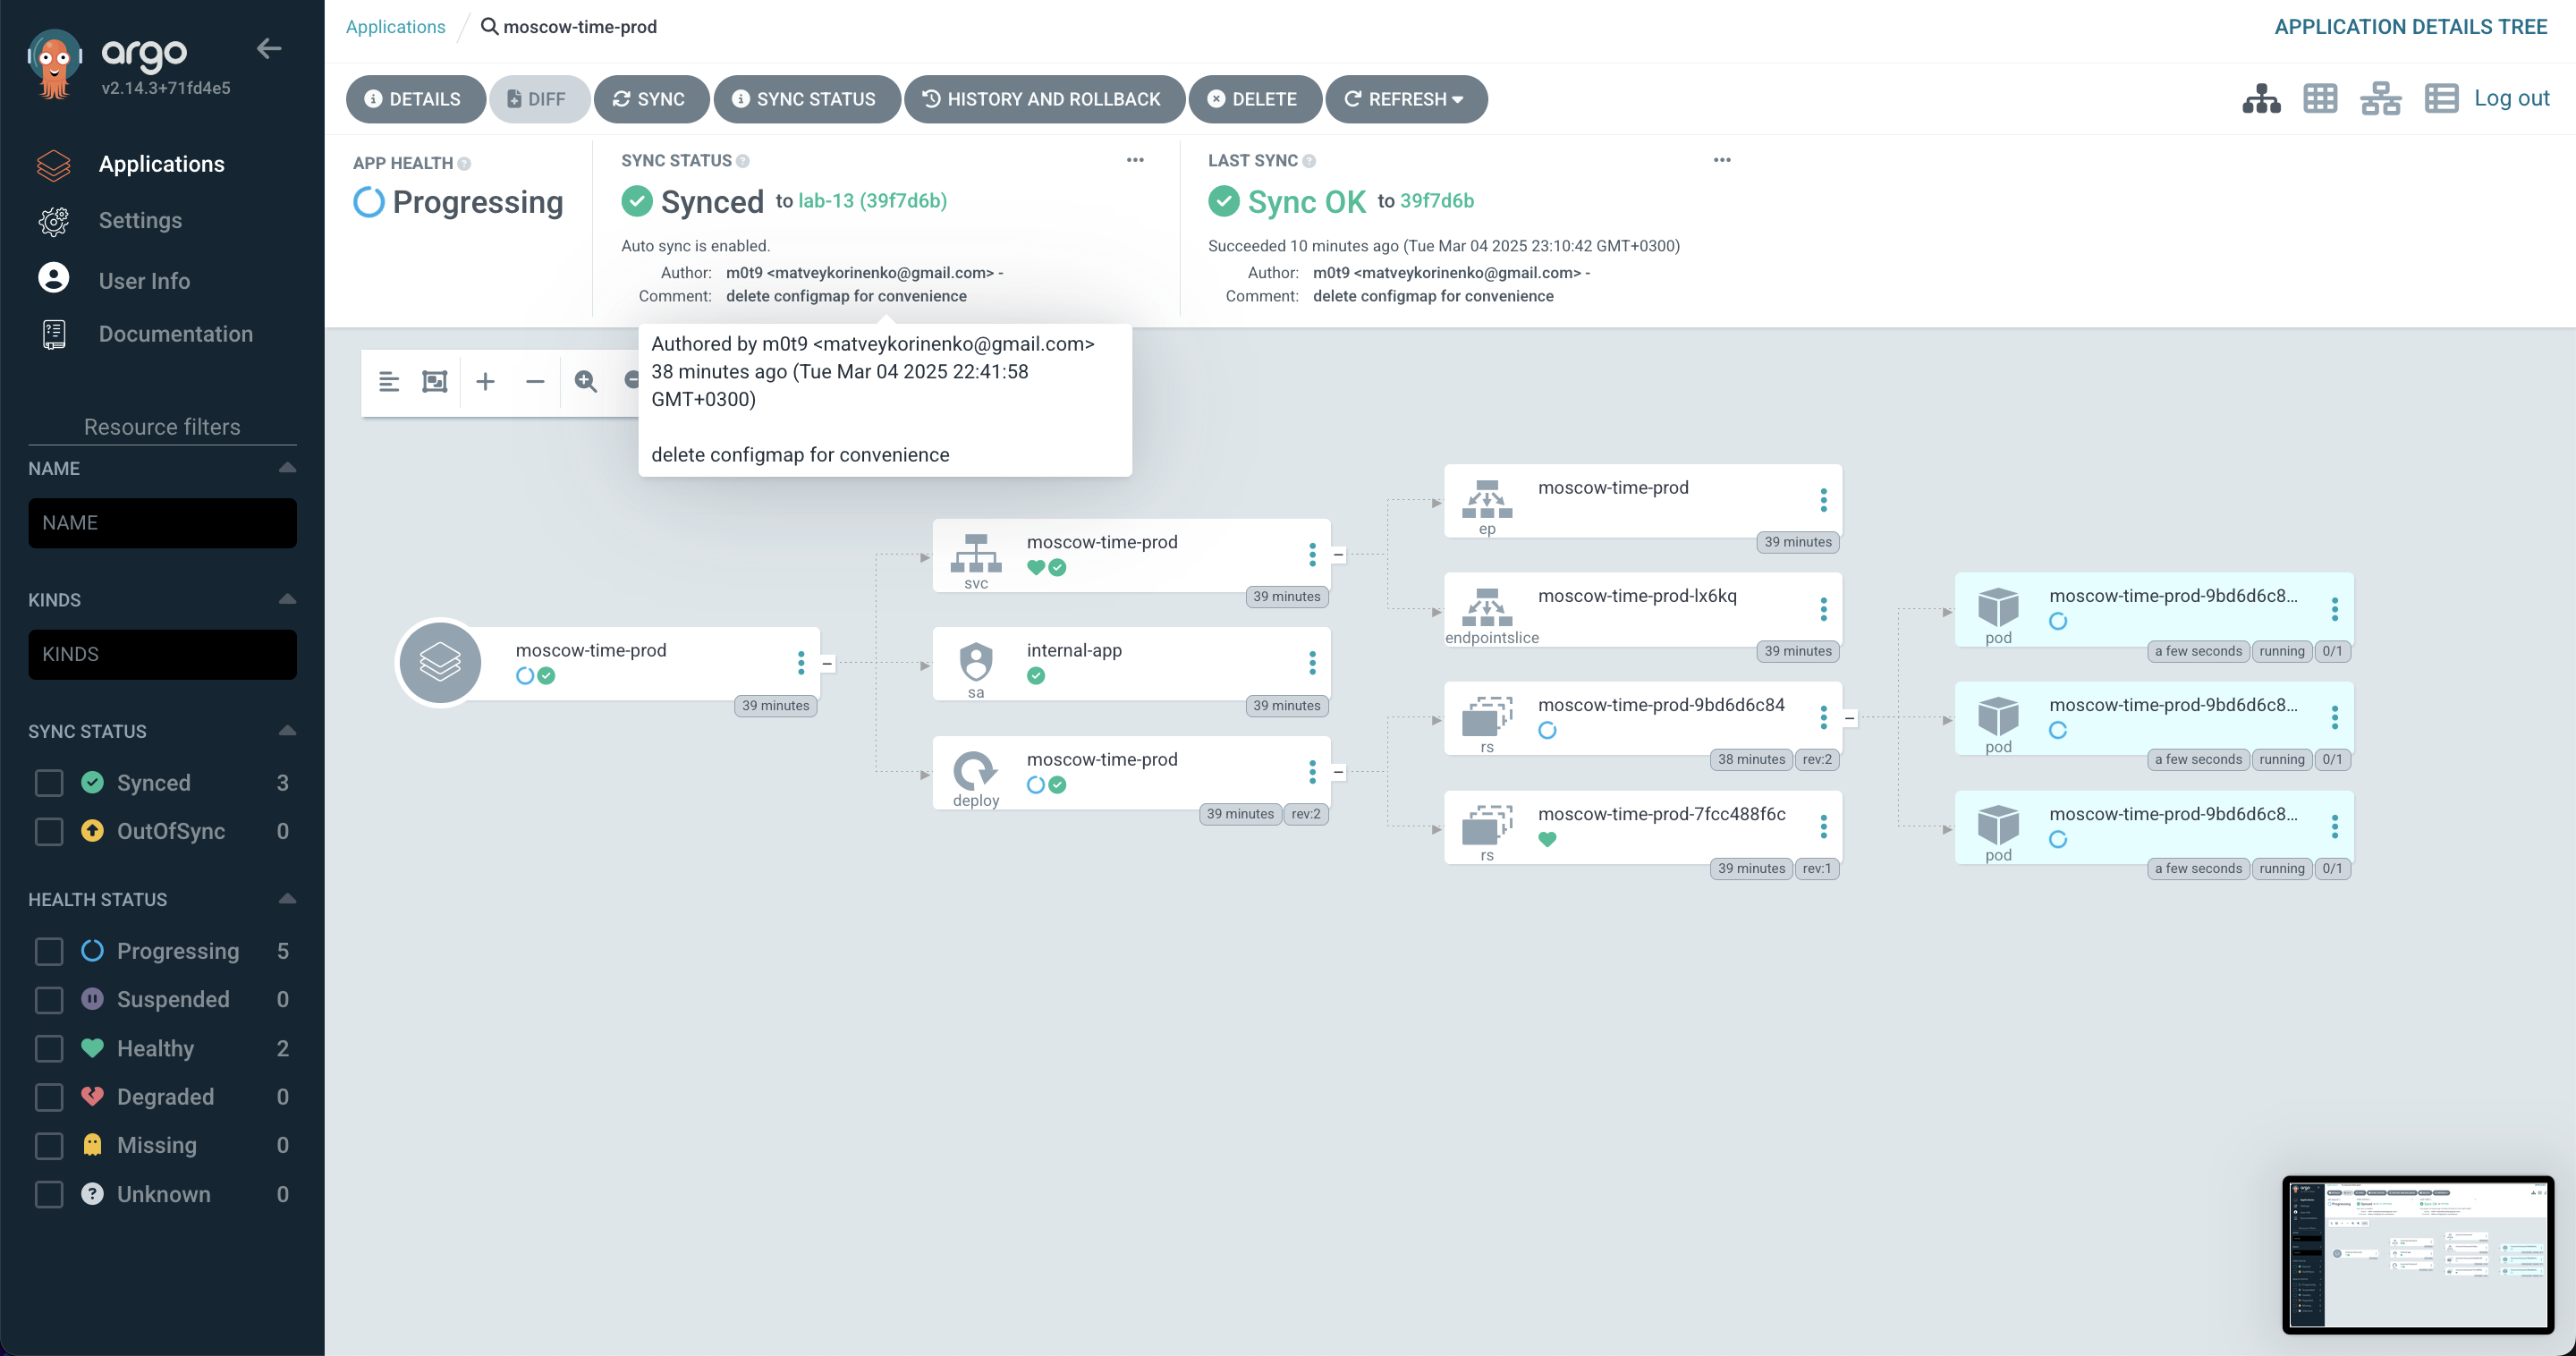 argo
v2.14.3+71fd4e5
Applications
Settings
User Info
Documentation
Resource filters
NAME
NAME
KINDS
KINDS
SYNC STATUS
Synced 3
OutOfSync 0
HEALTH STATUS
Progressing 5
Suspended 0
Healthy 2
Degraded 0
Missing 0
Unknown 0
Applications / moscow-time-prod
APPLICATION DETAILS TREE
DETAILS DIFF SYNC SYNC STATUS HISTORY AND ROLLBACK DELETE REFRESH
Log out
APP HEALTH
Progressing
SYNC STATUS
Synced to lab-13 (39f7d6b)
Auto sync is enabled.
Author: m0t9 <matveykorinenko@gmail.com> -
Comment: delete configmap for convenience
LAST SYNC
Sync OK to 39f7d6b
Succeeded 10 minutes ago (Tue Mar 04 2025 23:10:42 GMT+0300)
Author: m0t9 <matveykorinenko@gmail.com> -
Comment: delete configmap for convenience
Authored by m0t9 <matveykorinenko@gmail.com>
38 minutes ago (Tue Mar 04 2025 22:41:58
GMT+0300)
delete configmap for convenience
moscow-time-prod
39 minutes
moscow-time-prod
svc
39 minutes
internal-app
sa
39 minutes
moscow-time-prod
deploy
39 minutes rev:2
moscow-time-prod
ep
39 minutes
moscow-time-prod-lx6kq
endpointslice
39 minutes
moscow-time-prod-9bd6d6c84
rs
38 minutes rev:2
moscow-time-prod-7fcc488f6c
rs
39 minutes rev:1
moscow-time-prod-9bd6d6c8...
pod
a few seconds running 0/1
moscow-time-prod-9bd6d6c8...
pod
a few seconds running 0/1
moscow-time-prod-9bd6d6c8...
pod
a few seconds running 0/1